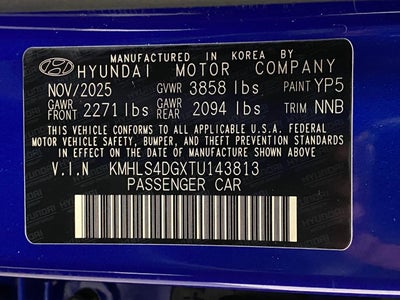 MANUFACTURED IN KOREA BY
HYUNDAI MOTOR COMPANY
NOV/2025 GVWR 3858 lbs PAINT YP5
GAWR FRONT 2271 lbs GAWR REAR 2094 lbs TRIM NNB
THIS VEHICLE CONFORMS TO ALL APPLICABLE U.S.A. FEDERAL
MOTOR VEHICLE SAFETY, BUMPER, AND THEFT PREVENTION
STANDARDS IN EFFECT ON THE DATE OF MANUFACTURE SHOWN ABOVE.
V.I.N KMHLS4DGXTU143813
PASSENGER CAR